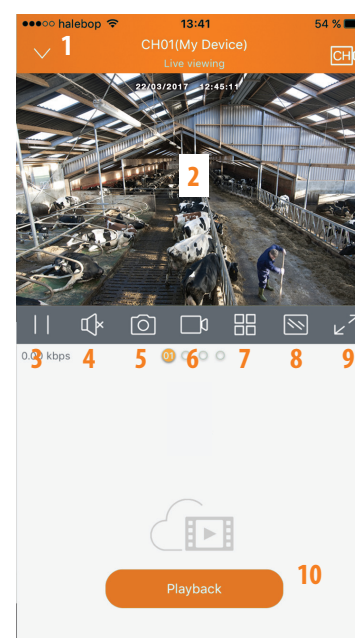 halebop 13:41 54 %
1 CH01(My Device) CH
Live viewing
22/03/2017 12:45:11
2
0.00 kbps 3 4 5 01 6 7 8 9
10
Playback